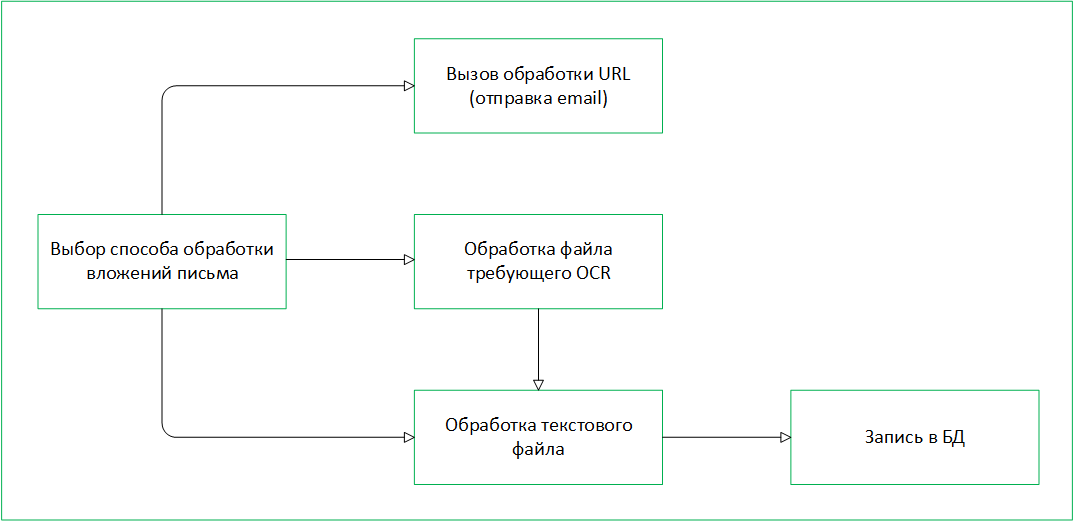 Вызов обработки URL
(отправка email)
Выбор способа обработки
вложений письма
Обработка файла
требующего OCR
Обработка текстового
файла
Запись в БД